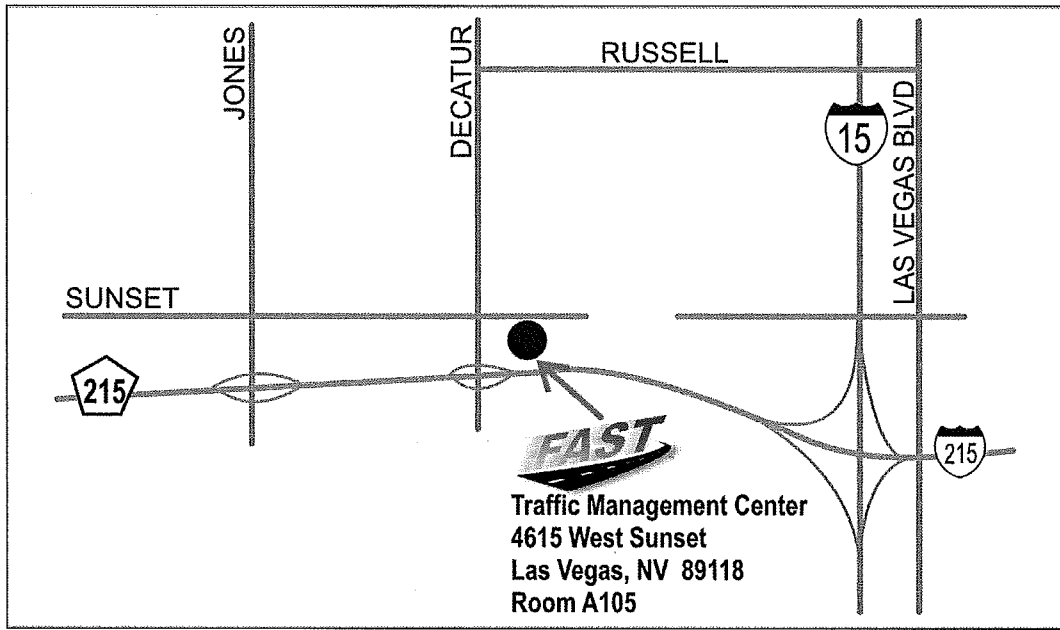 JONES
DECATUR
RUSSELL
15
LAS VEGAS BLVD
SUNSET
215
215
FAST
Traffic Management Center
4615 West Sunset
Las Vegas, NV 89118
Room A105